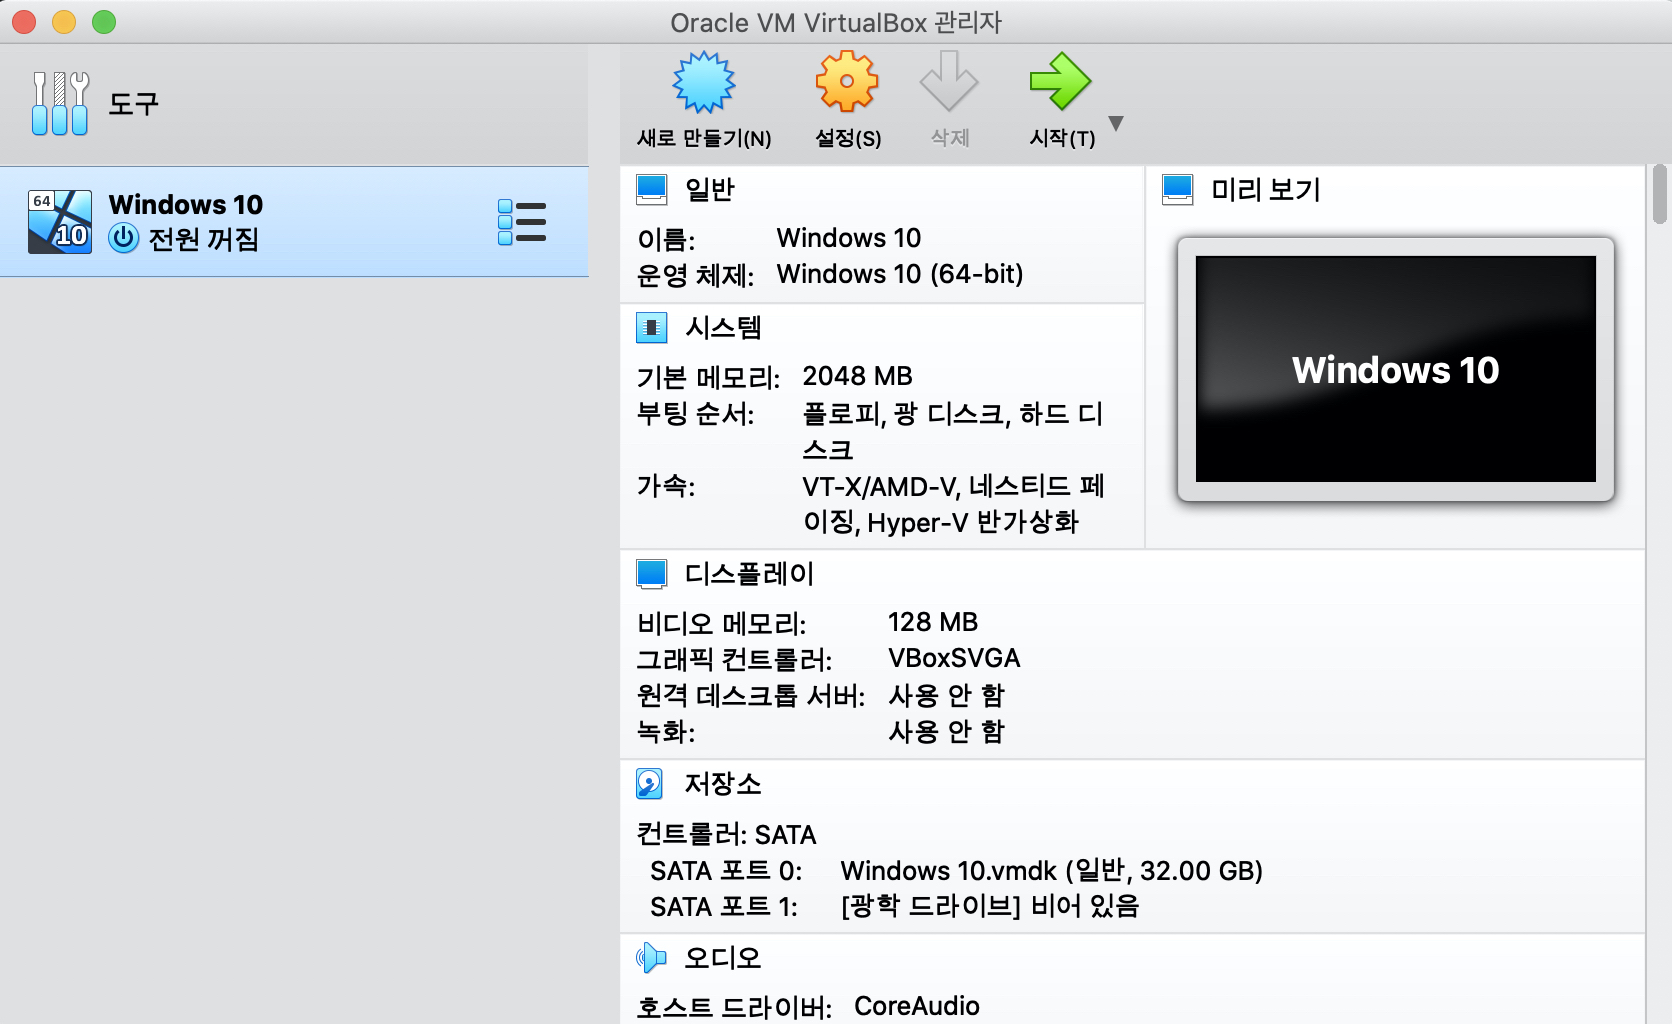 Oracle VM VirtualBox 관리자
도구
새로 만들기(N) 설정(S) 삭제 시작(T)
64
10
Windows 10
전원 꺼짐
일반
이름: Windows 10
운영 체제: Windows 10 (64-bit)
미리 보기
Windows 10
시스템
기본 메모리: 2048 MB
부팅 순서: 플로피, 광 디스크, 하드 디
스크
가속: VT-X/AMD-V, 네스티드 페
이징, Hyper-V 반가상화
디스플레이
비디오 메모리: 128 MB
그래픽 컨트롤러: VBoxSVGA
원격 데스크톱 서버: 사용 안 함
녹화: 사용 안 함
저장소
컨트롤러: SATA
SATA 포트 0: Windows 10.vmdk (일반, 32.00 GB)
SATA 포트 1: [광학 드라이브] 비어 있음
오디오
호스트 드라이버: CoreAudio